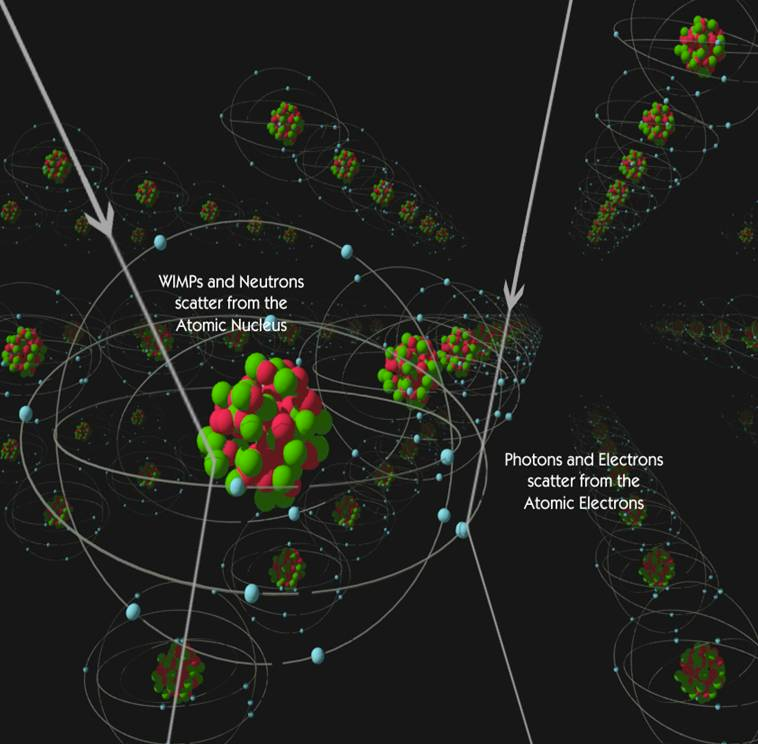 WIMPs and Neutrons
scatter from the
Atomic Nucleus
Photons and Electrons
scatter from the
Atomic Electrons